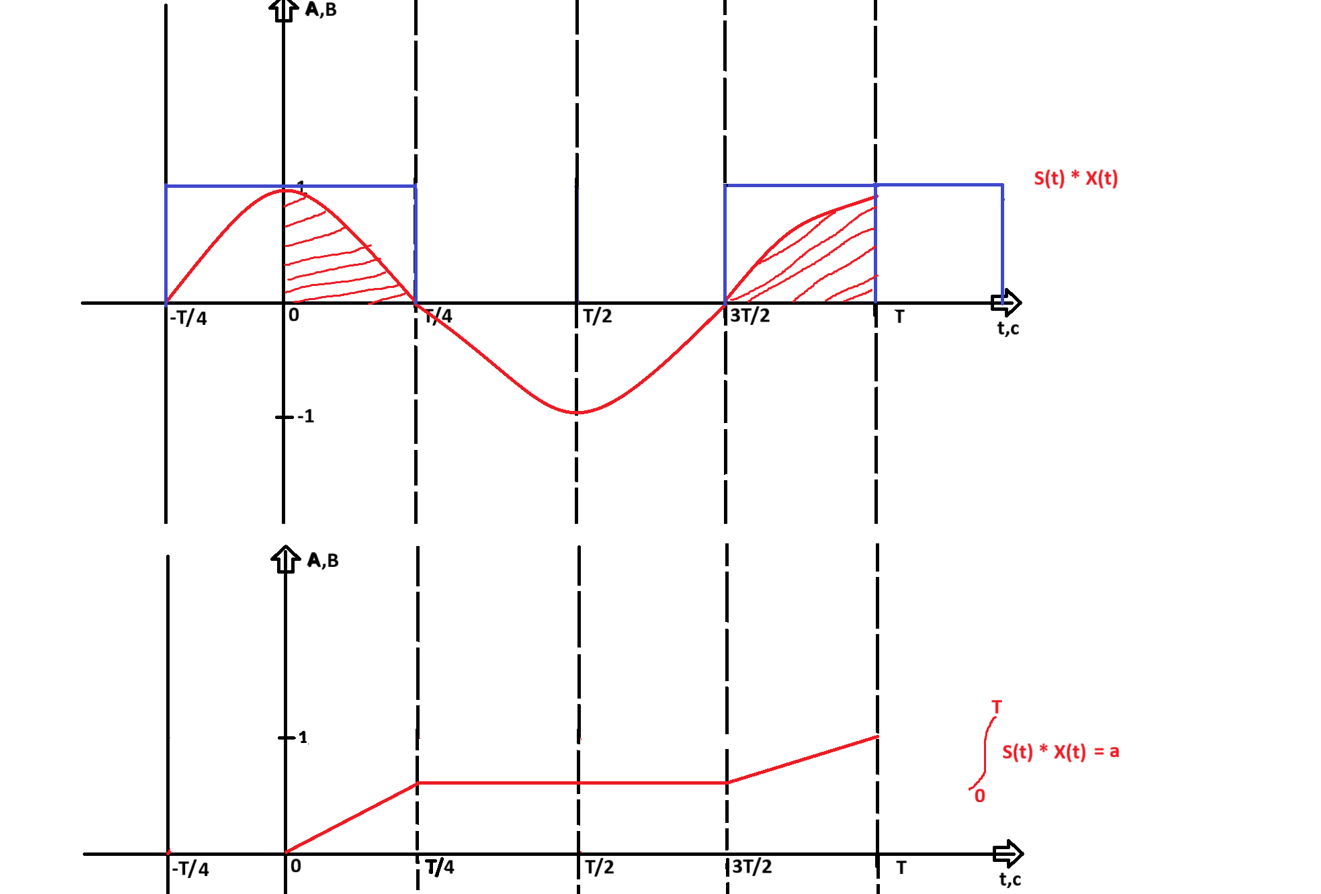 A,B
1
S(t) * X(t)
-T/4
0
T/4
T/2
3T/2
T
t,c
-1
A,B
1
T
S(t) * X(t) = a
0
-T/4
0
T/4
T/2
3T/2
T
t,c